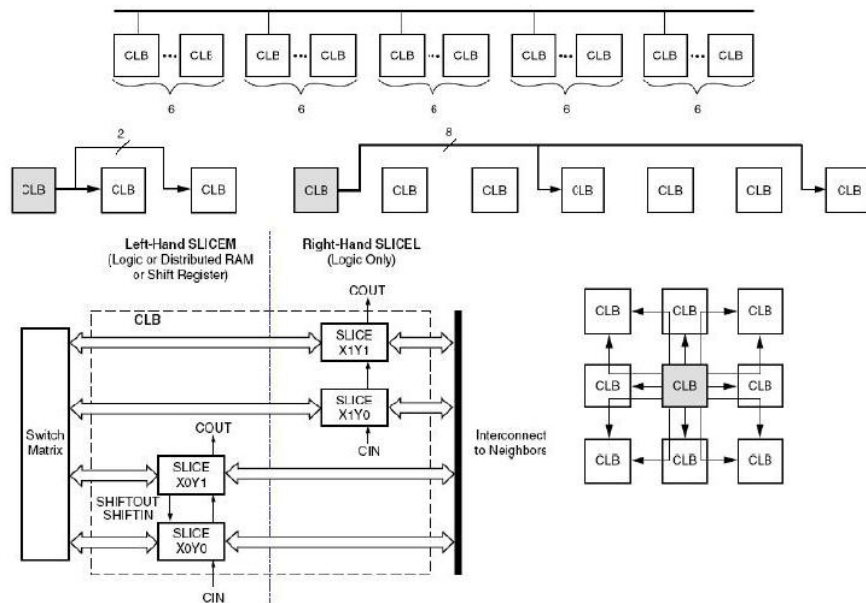 CLB ••• CLB CLB ••• CLB CLB ••• CLB CLB ••• CLB CLB ••• CLB
6 6 6 6 6
2 8
CLB CLB CLB CLB CLB CLB CLB CLB CLB CLB
Left-Hand SLICEM
(Logic or Distributed RAM
or Shift Register)
Right-Hand SLICEL
(Logic Only)
COUT
CLB
SLICE
X1Y1
SLICE
X1Y0
CIN
COUT
SLICE
X0Y1
SHIFTOUT
SHIFTIN
SLICE
X0Y0
CIN
Switch
Matrix
Interconnect
to Neighbors
CLB CLB CLB
CLB CLB CLB
CLB CLB CLB